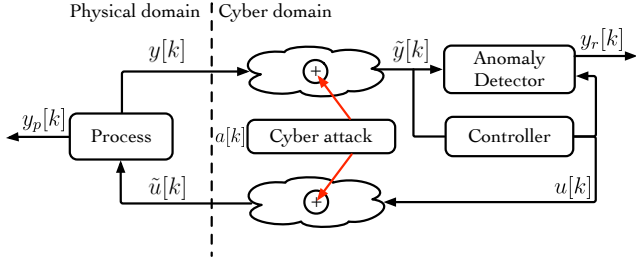 Physical domain
Cyber domain
y[k]
+
ỹ[k]
Anomaly
Detector
y_r[k]
y_p[k]
Process
a[k]
Cyber attack
Controller
ũ[k]
+
u[k]